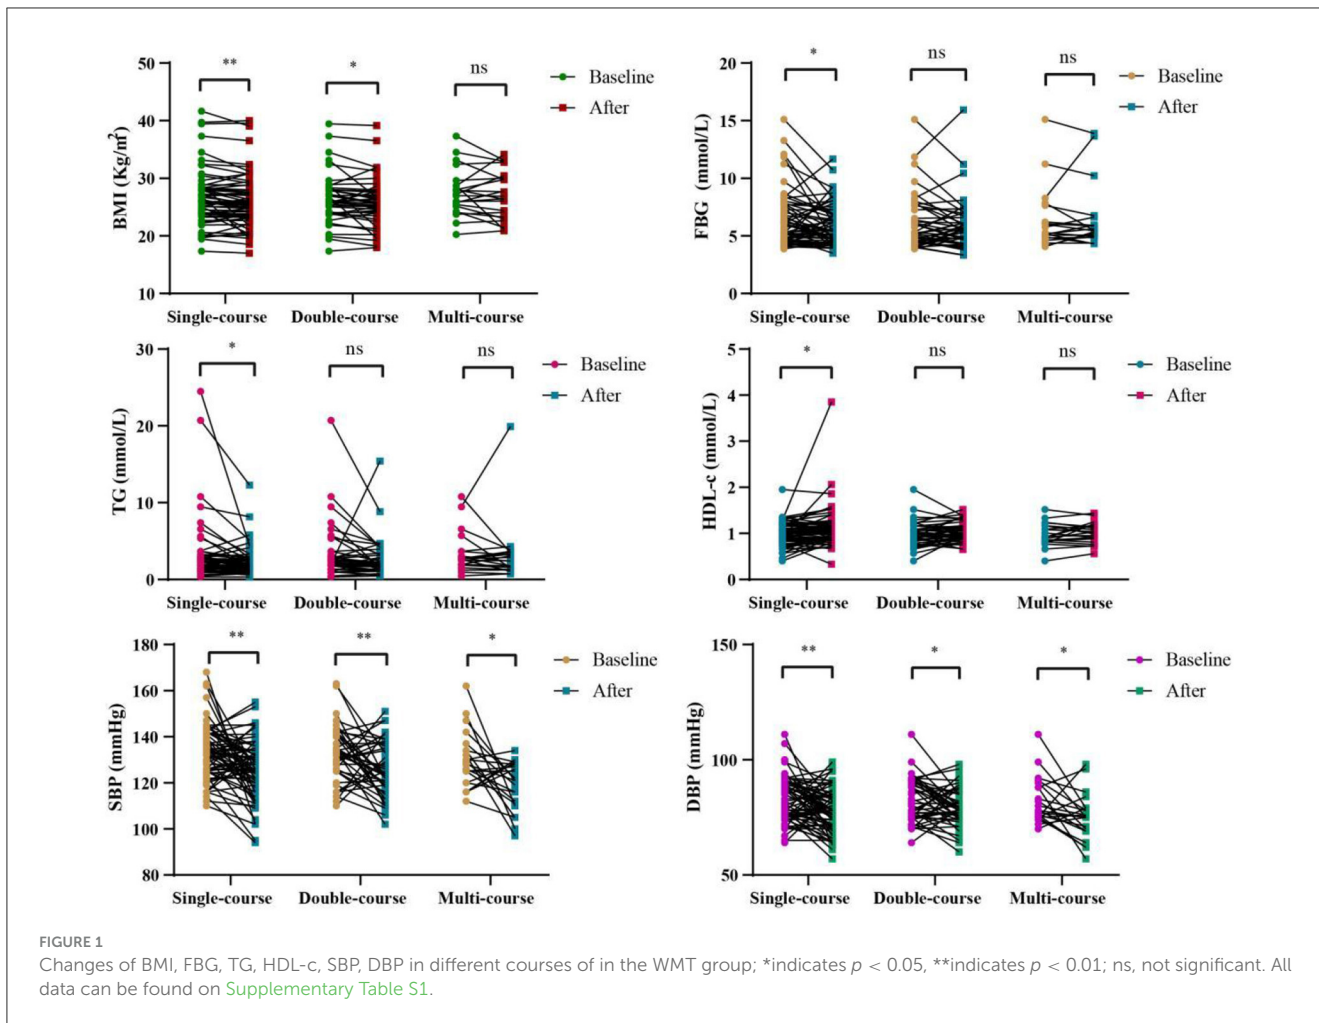 50
40
30
20
10
BMI (Kg/m²)
** * ns
Baseline
After
Single-course Double-course Multi-course
20
15
10
5
0
FBG (mmol/L)
* ns ns
Baseline
After
Single-course Double-course Multi-course
30
20
10
0
TG (mmol/L)
* ns ns
Baseline
After
Single-course Double-course Multi-course
5
4
3
2
1
0
HDL-c (mmol/L)
* ns ns
Baseline
After
Single-course Double-course Multi-course
180
160
140
120
100
80
SBP (mmHg)
** ** *
Baseline
After
Single-course Double-course Multi-course
150
100
50
DBP (mmHg)
** * *
Baseline
After
Single-course Double-course Multi-course
FIGURE 1
Changes of BMI, FBG, TG, HDL-c, SBP, DBP in different courses of in the WMT group; *indicates p < 0.05, **indicates p < 0.01; ns, not significant. All
data can be found on Supplementary Table S1.